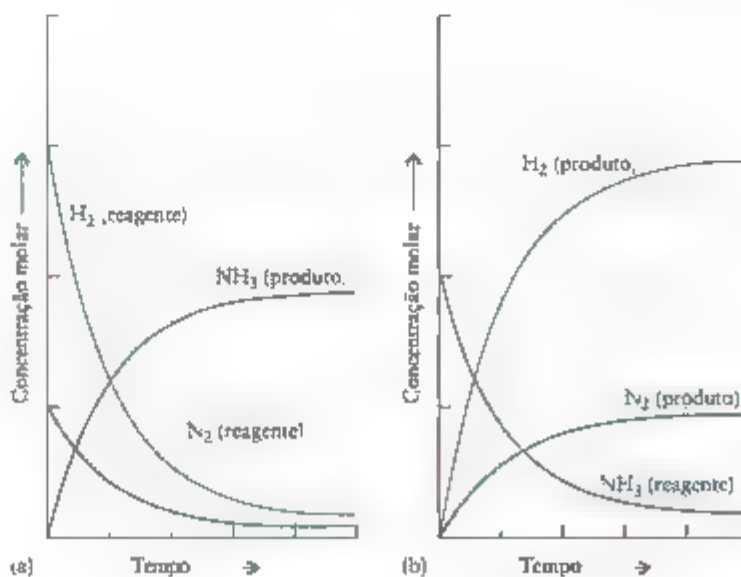 Concentração molar →
H₂ (reagente)
NH₃ (produto,
N₂ (reagente)
(a) Tempo →
Concentração molar →
H₂ (produto,
N₂ (produto)
NH₃ (reagente)
(b) Tempo →